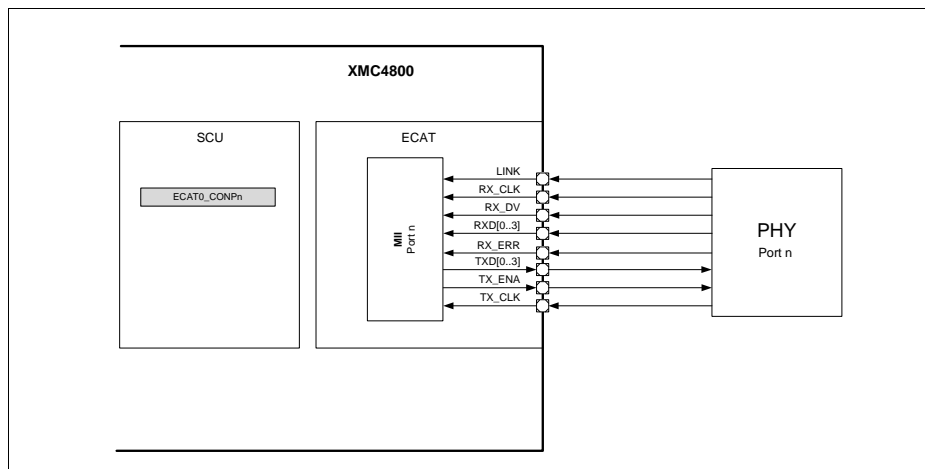 XMC4800
SCU
ECAT
ECAT0_CONPn
MII
Port n
LINK
RX_CLK
RX_DV
RXD[0..3]
RX_ERR
TXD[0..3]
TX_ENA
TX_CLK
PHY
Port n